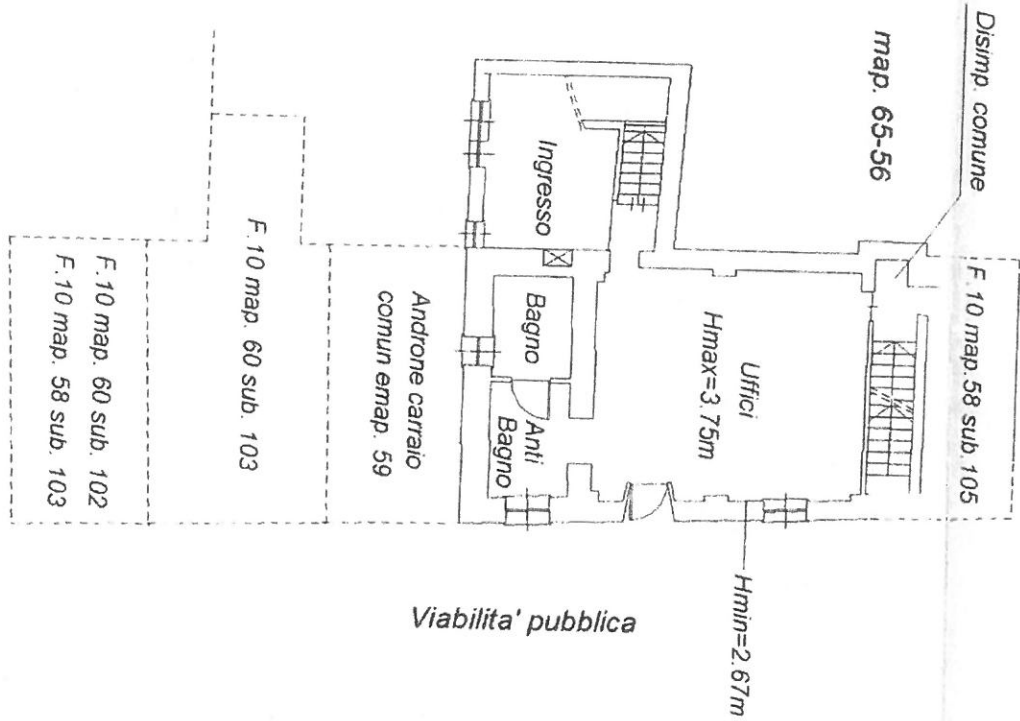 Disimp. comune
map. 65-56
F. 10 map.58 sub 105
Ingresso
Uffici
Hmax=3.75m
Bagno
Anti
Bagno
Androne carraio
comun emap. 59
F.10 map. 60 sub. 103
F.10 map. 60 sub. 102
F.10 map. 58 sub. 103
Hmin=2.67m
Viabilita' pubblica